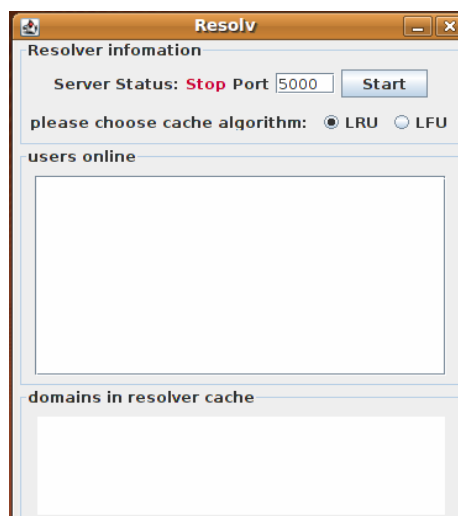 Resolv
Resolver infomation
Server Status: Stop Port 5000 Start
please choose cache algorithm: LRU LFU
users online
domains in resolver cache